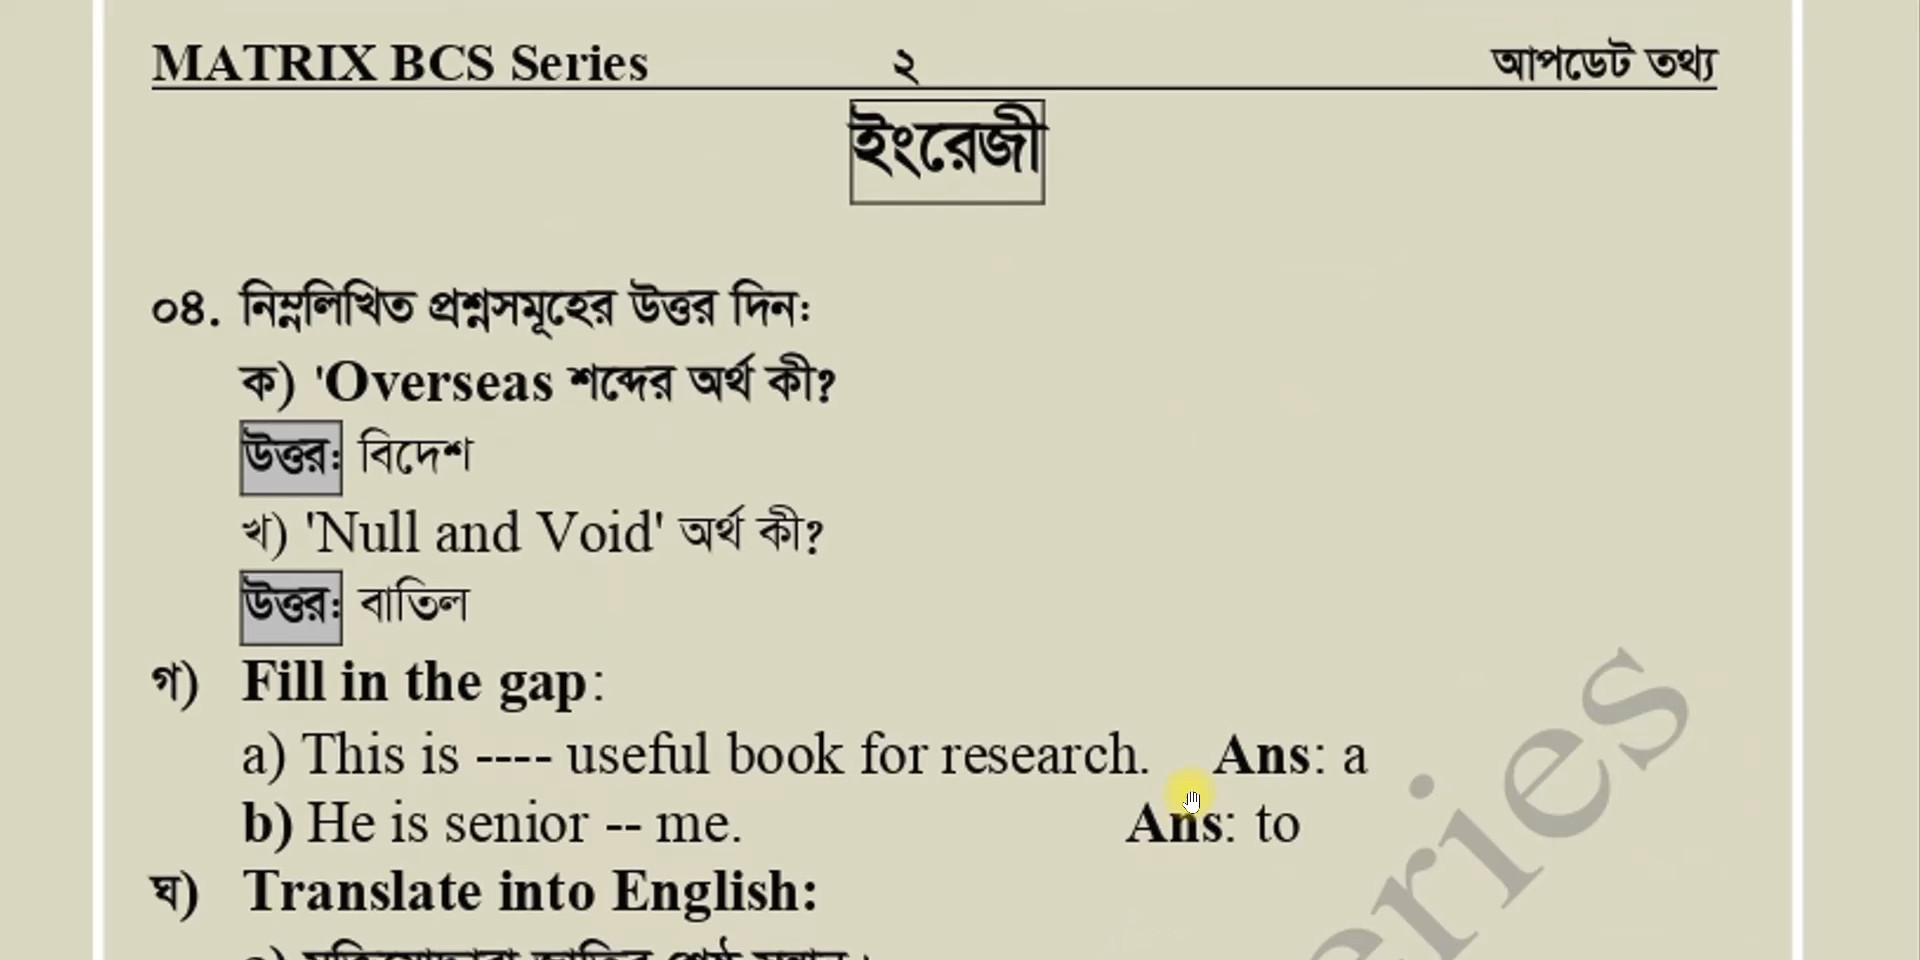 MATRIX BCS Series ২ আপডেট তথ্য
ইংরেজী
০৪. নিম্নলিখিত প্রশ্নসমূহের উত্তর দিন:
ক) 'Overseas শব্দের অর্থ কী?
উত্তর: বিদেশ
খ) 'Null and Void' অর্থ কী?
উত্তর: বাতিল
গ) Fill in the gap:
a) This is ---- useful book for research. Ans: a
b) He is senior -- me. Ans: to
ঘ) Translate into English:
eries